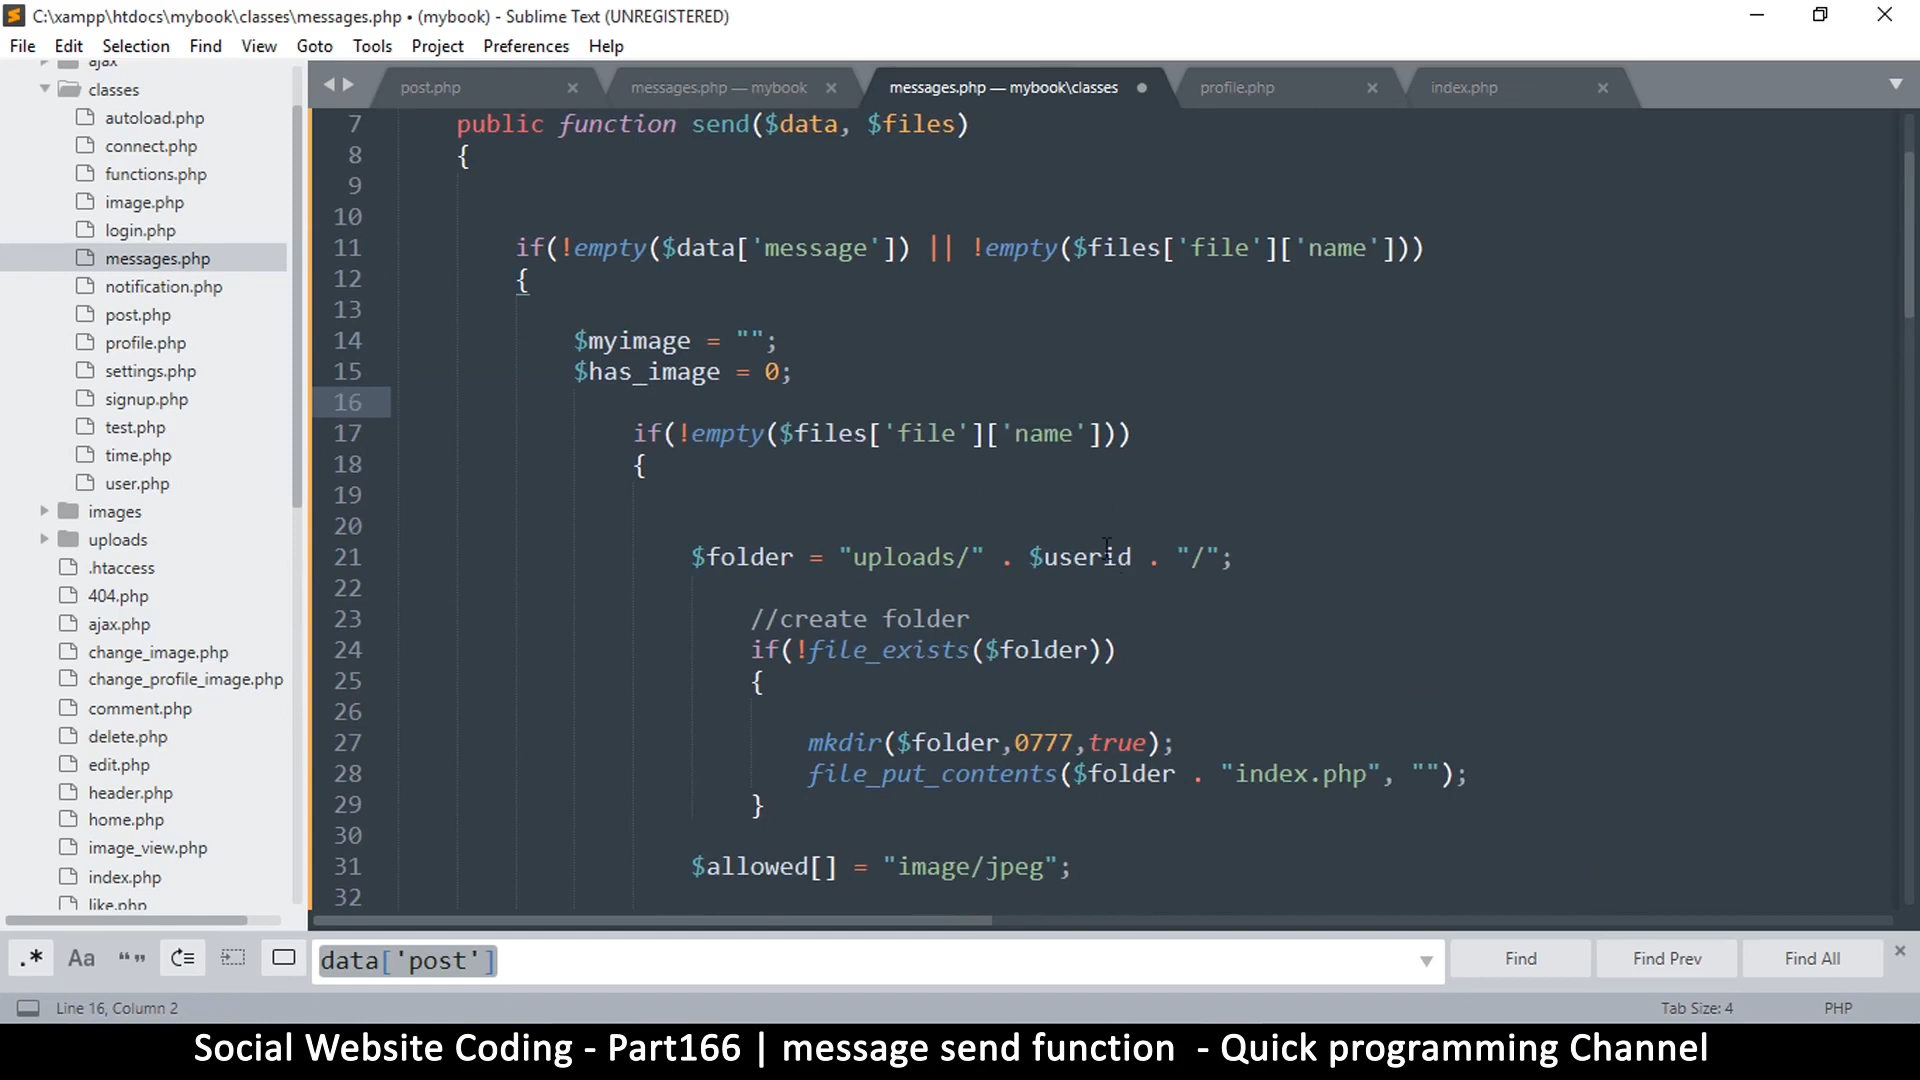 C:\xampp\htdocs\mybook\classes\messages.php • (mybook) - Sublime Text (UNREGISTERED)
File Edit Selection Find View Goto Tools Project Preferences Help
ajax
classes
autoload.php
connect.php
functions.php
image.php
login.php
messages.php
notification.php
post.php
profile.php
settings.php
signup.php
test.php
time.php
user.php
images
uploads
.htaccess
404.php
ajax.php
change_image.php
change_profile_image.php
comment.php
delete.php
edit.php
header.php
home.php
image_view.php
index.php
like.php
post.php messages.php — mybook messages.php — mybook\classes profile.php index.php
7 public function send($data, $files)
8 {
9
10
11 if(!empty($data['message']) || !empty($files['file']['name']))
12 {
13
14 $myimage = "";
15 $has_image = 0;
16
17 if(!empty($files['file']['name']))
18 {
19
20
21 $folder = "uploads/" . $userid . "/";
22
23 //create folder
24 if(!file_exists($folder))
25 {
26
27 mkdir($folder,0777,true);
28 file_put_contents($folder . "index.php", "");
29 }
30
31 $allowed[] = "image/jpeg";
32
.* Aa “” data['post'] Find Find Prev Find All
Line 16, Column 2 Tab Size: 4 PHP
Social Website Coding - Part166 | message send function - Quick programming Channel